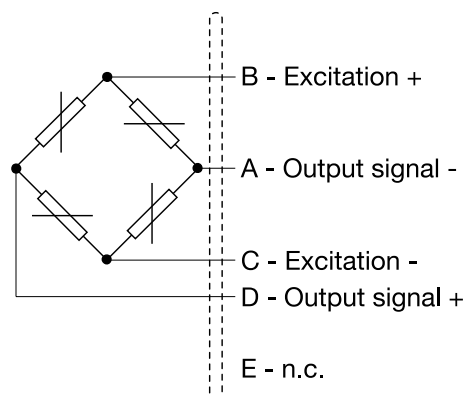 B - Excitation +
A - Output signal -
C - Excitation -
D - Output signal +
E - n.c.